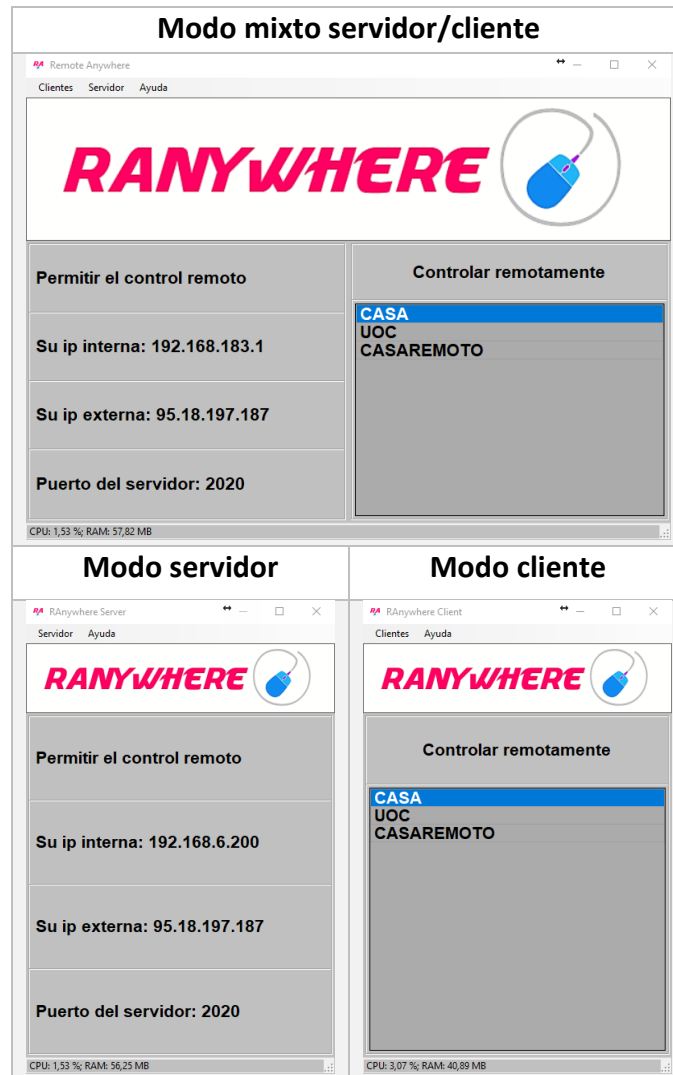 Modo mixto servidor/cliente
RA Remote Anywhere
Clientes Servidor Ayuda
RANYWHERE
Permitir el control remoto
Controlar remotamente
CASA
UOC
CASAREMOTO
Su ip interna: 192.168.183.1
Su ip externa: 95.18.197.187
Puerto del servidor: 2020
CPU: 1,53 %; RAM: 57,82 MB
Modo servidor
Modo cliente
RA RAnywhere Server
Servidor Ayuda
RANYWHERE
Permitir el control remoto
Su ip interna: 192.168.6.200
Su ip externa: 95.18.197.187
Puerto del servidor: 2020
CPU: 1,53 %; RAM: 56,25 MB
RA RAnywhere Client
Clientes Ayuda
RANYWHERE
Controlar remotamente
CASA
UOC
CASAREMOTO
CPU: 3,07 %; RAM: 40,89 MB